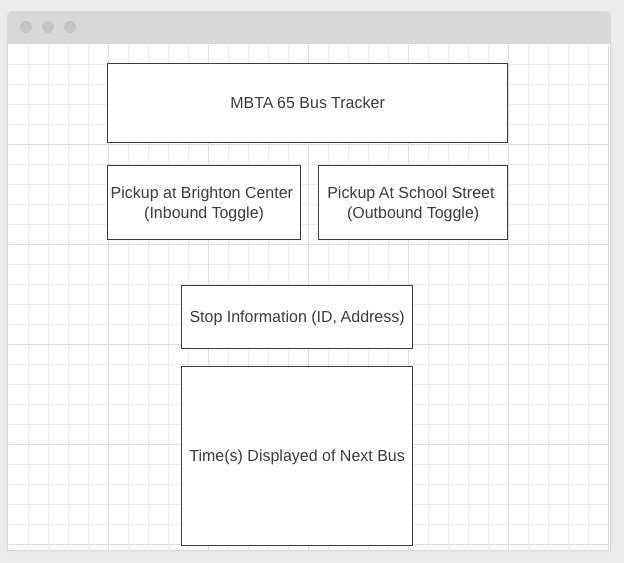 MBTA 65 Bus Tracker
Pickup at Brighton Center
(Inbound Toggle)
Pickup At School Street
(Outbound Toggle)
Stop Information (ID, Address)
Time(s) Displayed of Next Bus